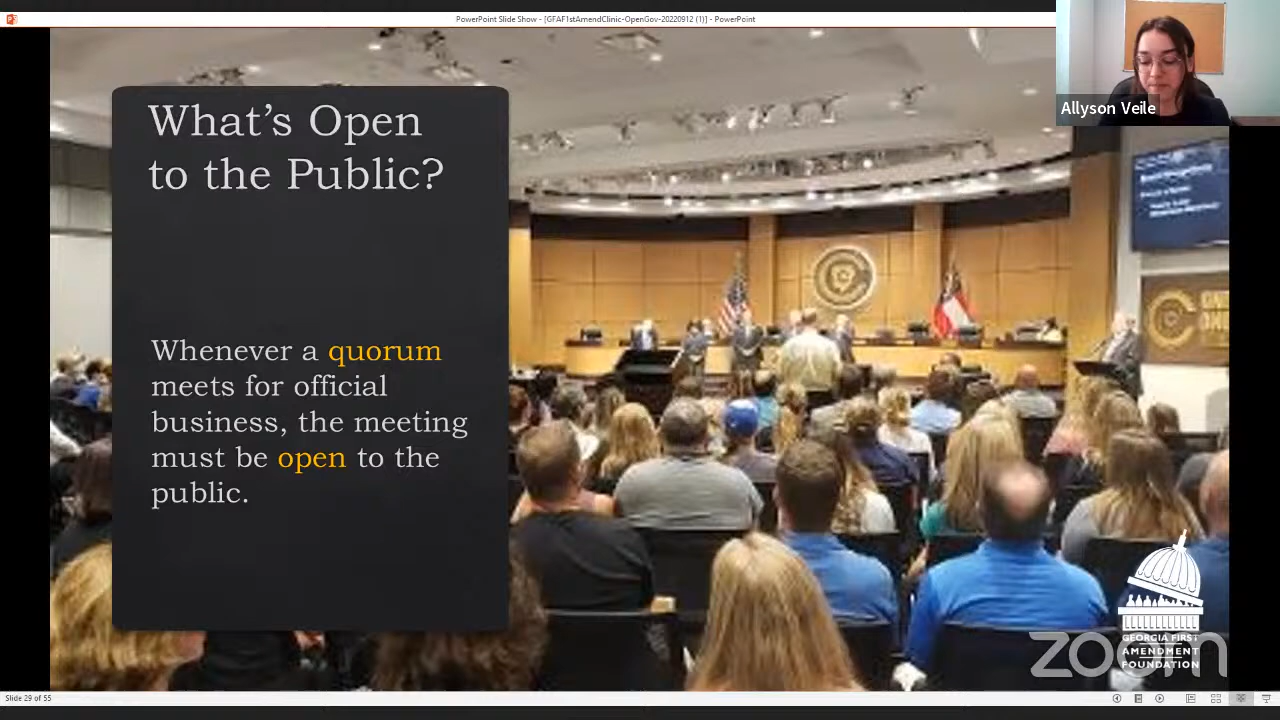 PowerPoint Slide Show - [GFAF1stAmendClinic-OpenGov-20220912 (1)] - PowerPoint
Allyson Veile
What's Open
to the Public?
Whenever a quorum
meets for official
business, the meeting
must be open to the
public.
GEORGIA FIRST
AMENDMENT
FOUNDATION
zoom
Slide 29 of 55